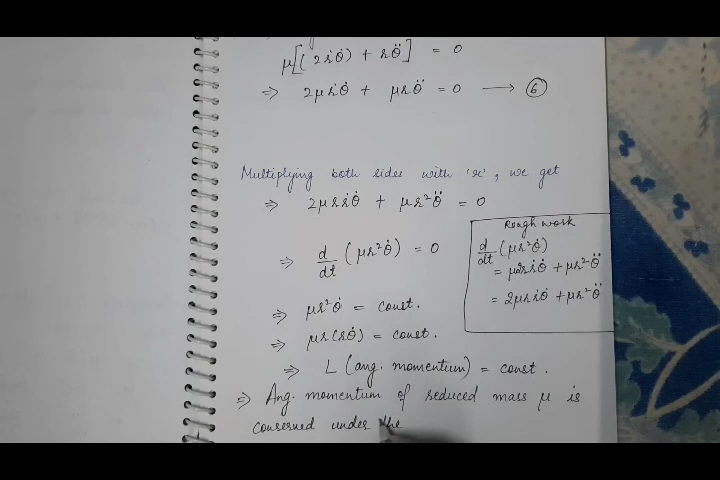 μ[(2ṙθ̇) + rθ̈] = 0
⇒ 2μṙθ̇ + μrθ̈ = 0 ⟶ ⑥
Multiplying both sides with 'r', we get
⇒ 2μrṙθ̇ + μr²θ̈ = 0
⇒ d/dt (μr²θ̇) = 0
⇒ μr²θ̇ = const.
⇒ μr(rθ̇) = const.
⇒ L (ang. momentum) = const.
⇒ Ang. momentum of reduced mass μ is
conserved under the
Rough work
d/dt (μr²θ̇)
= μ2rṙθ̇ + μr²θ̈
= 2μrṙθ̇ + μr²θ̈